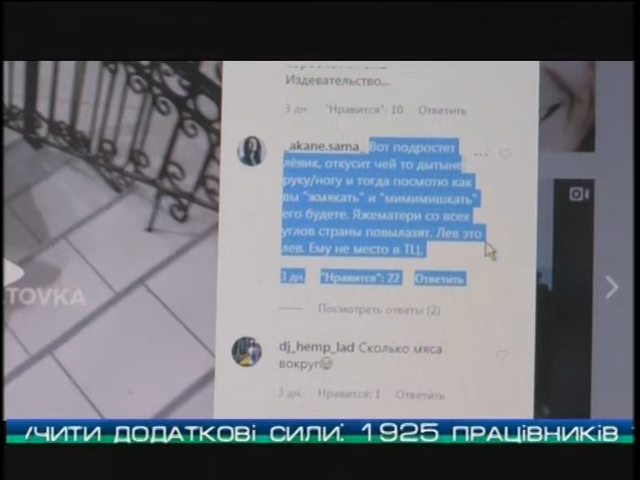 Издевательство...
3 дн. "Нравится": 10 Ответить
_akane.sama_ Вот подростет
лёвик, откусит чей то дытыне
руку/ногу и тогда посмотю как
вы "жмякать" и "мимимишкать"
его будете. Яжематери со всех
углов страны повылазят. Лев это
лев. Ему не место в ТЦ.
3 дн. "Нравится": 22 Ответить
Посмотреть ответы (2)
dj_hemp_lad Сколько мяса
вокруг😅
3 дн. Нравится: 1 Ответить
TOVKA
УЧИТИ ДОДАТКОВІ СИЛИ: 1925 ПРАЦІВНИКІВ